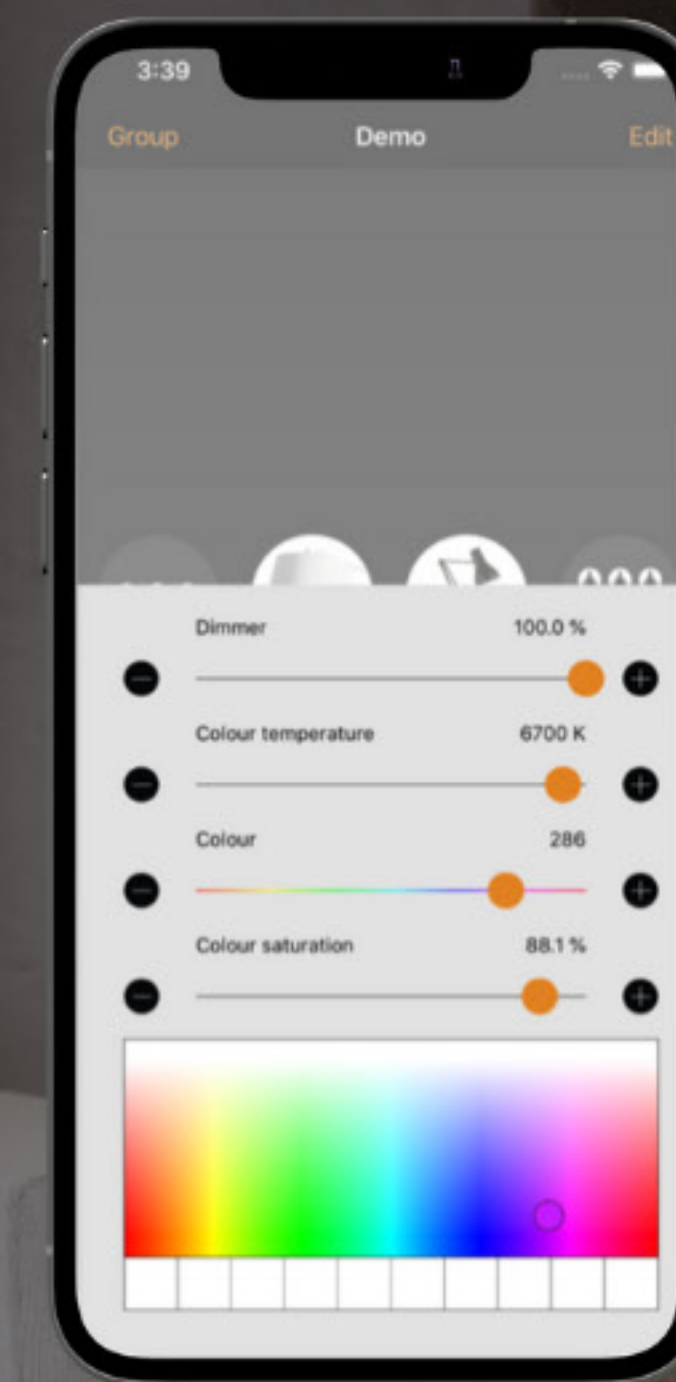 3:39
Group Demo Edit
Dimmer 100.0 %
Colour temperature 6700 K
Colour 286
Colour saturation 88.1 %